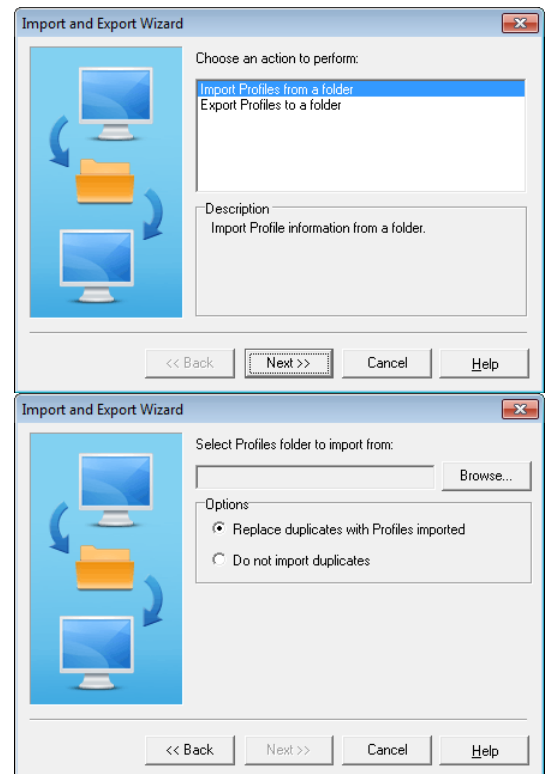 Import and Export Wizard
Choose an action to perform:
Import Profiles from a folder
Export Profiles to a folder
Description
Import Profile information from a folder.
<< Back
Next >>
Cancel
Help
Import and Export Wizard
Select Profiles folder to import from:
Browse...
Options
Replace duplicates with Profiles imported
Do not import duplicates
<< Back
Next >>
Cancel
Help